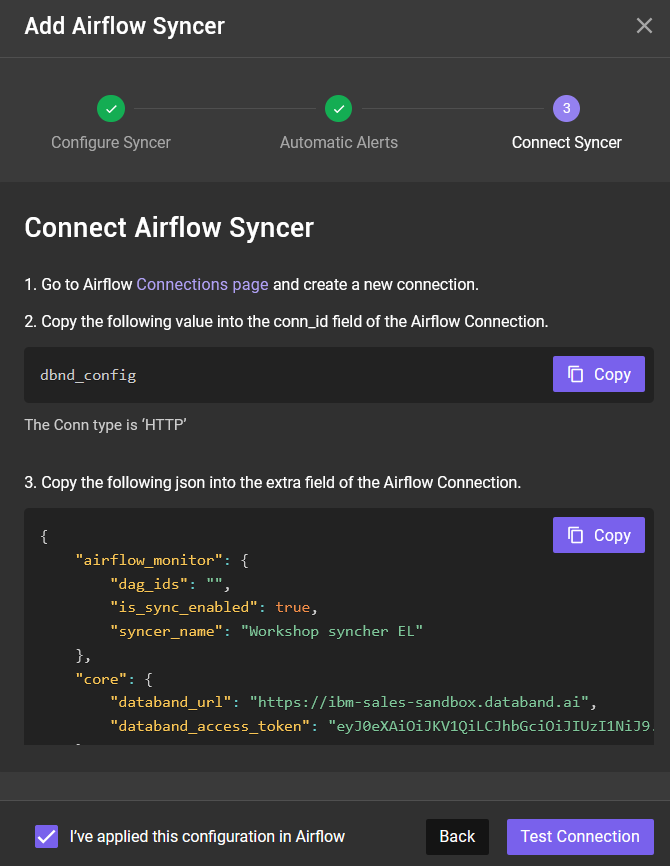 Add Airflow Syncer
3
Configure Syncer
Automatic Alerts
Connect Syncer
Connect Airflow Syncer
1. Go to Airflow Connections page and create a new connection.
2. Copy the following value into the conn_id field of the Airflow Connection.
dbnd_config
Copy
The Conn type is ‘HTTP’
3. Copy the following json into the extra field of the Airflow Connection.
Copy
{
"airflow_monitor": {
"dag_ids": "",
"is_sync_enabled": true,
"syncer_name": "Workshop syncher EL"
},
"core": {
"databand_url": "https://ibm-sales-sandbox.databand.ai",
"databand_access_token": "eyJ0eXAiOiJKV1QiLCJhbGciOiJIUzI1NiJ9.
I’ve applied this configuration in Airflow
Back
Test Connection